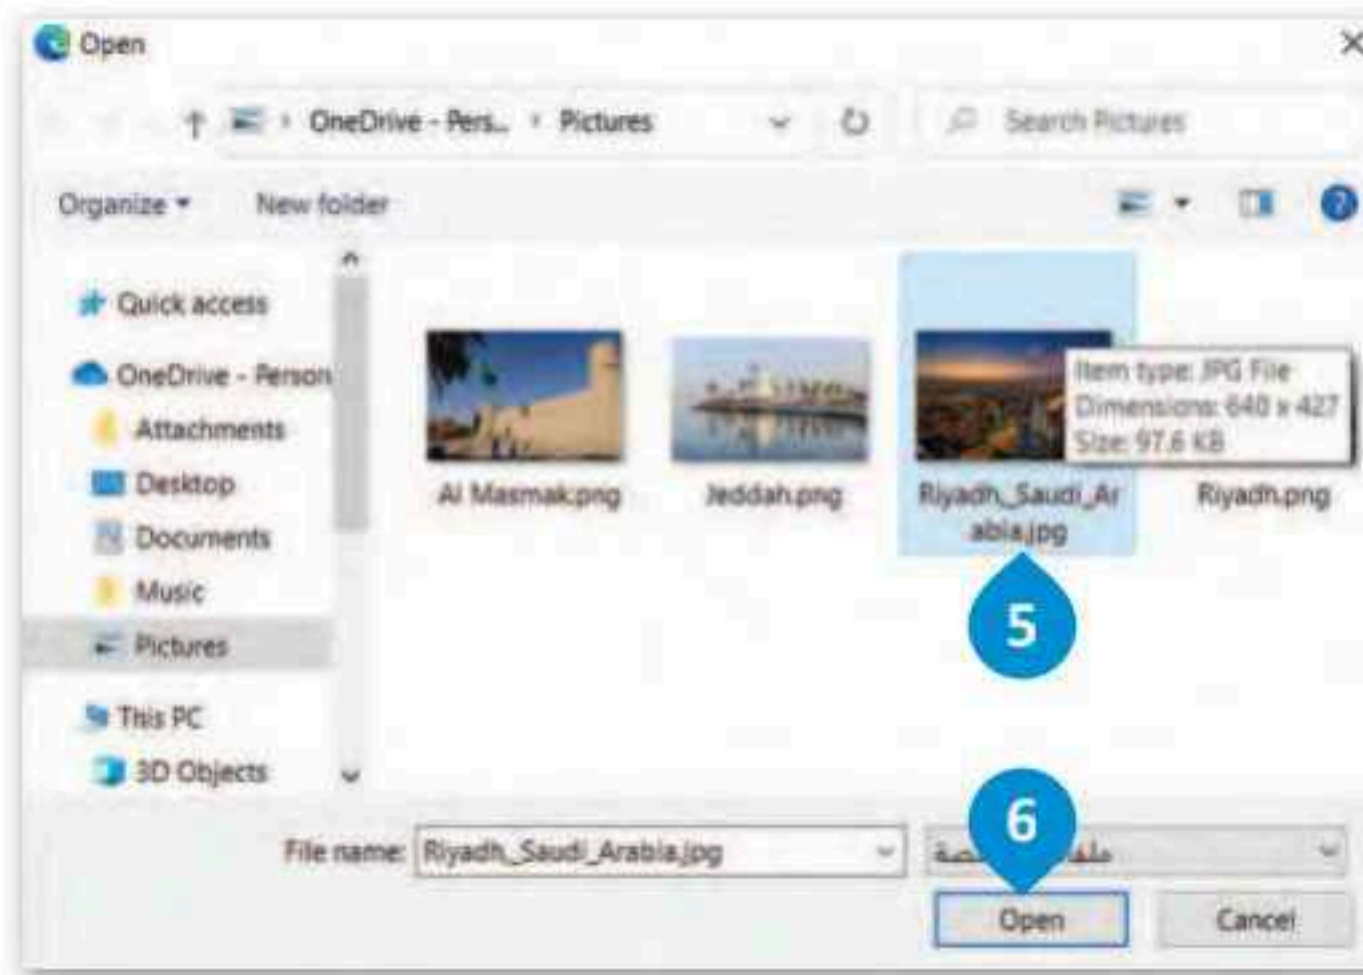 Open
OneDrive - Pers... Pictures
Search Pictures
Organize New folder
Quick access
OneDrive - Person
Attachments
Desktop
Documents
Music
Pictures
This PC
3D Objects
Al Masmak.png
Jeddah.png
Riyadh_Saudi_Ar
abia.jpg
Riyadh.png
Item type: JPG File
Dimensions: 640 x 427
Size: 97.6 KB
5
6
File name: Riyadh_Saudi_Arabia.jpg
Open Cancel